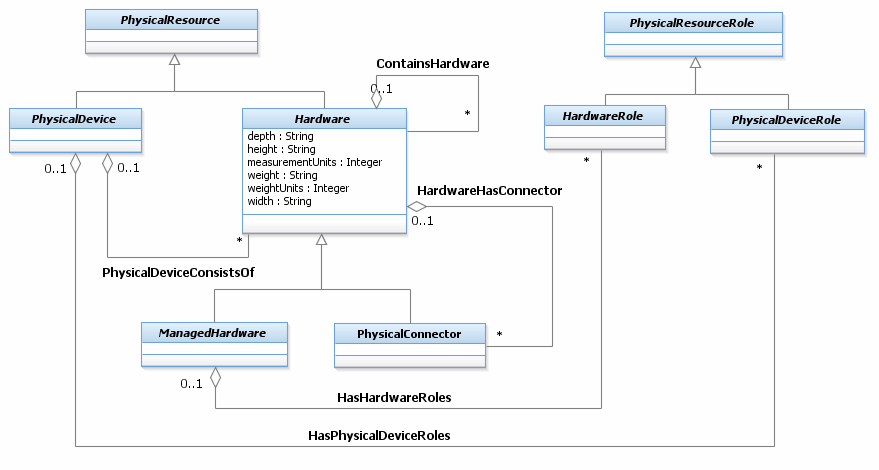 PhysicalResource
PhysicalResourceRole
ContainsHardware
0..1
*
PhysicalDevice
Hardware
depth : String
height : String
measurementUnits : Integer
weight : String
weightUnits : Integer
width : String
HardwareRole
PhysicalDeviceRole
0..1
0..1
*
*
HardwareHasConnector
0..1
*
PhysicalDeviceConsistsOf
ManagedHardware
PhysicalConnector
*
0..1
HasHardwareRoles
HasPhysicalDeviceRoles